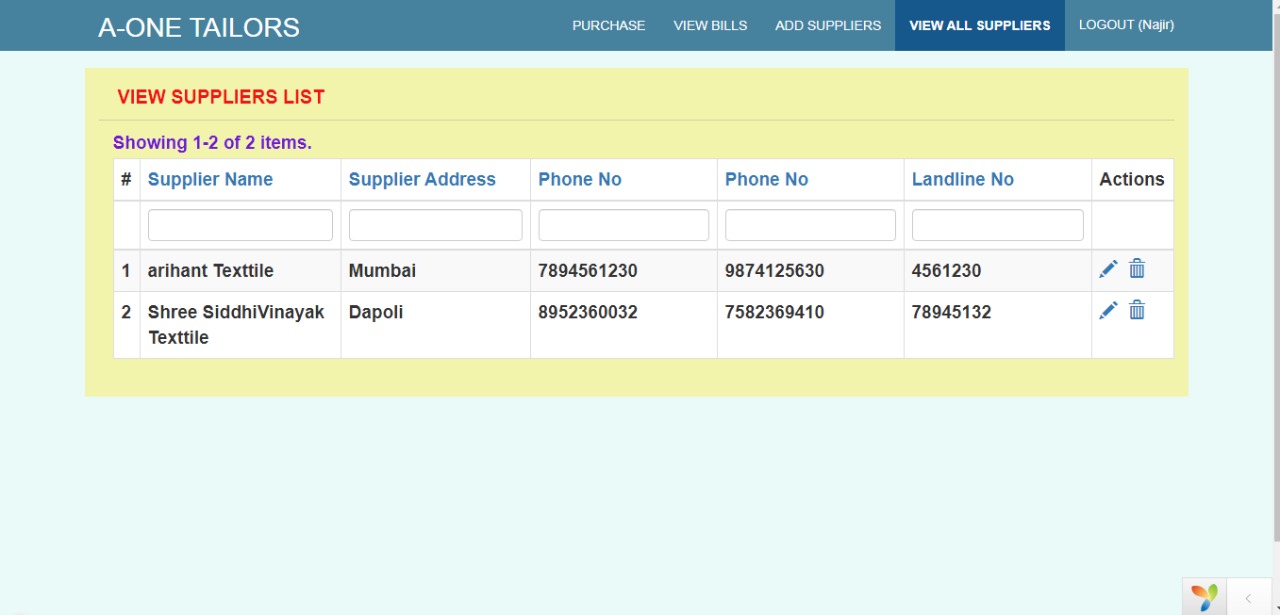 A-ONE TAILORS
PURCHASE
VIEW BILLS
ADD SUPPLIERS
VIEW ALL SUPPLIERS
LOGOUT (Najir)
VIEW SUPPLIERS LIST
Showing 1-2 of 2 items.
# Supplier Name Supplier Address Phone No Phone No Landline No Actions
1 arihant Texttile Mumbai 7894561230 9874125630 4561230
2 Shree SiddhiVinayak Dapoli 8952360032 7582369410 78945132
Texttile